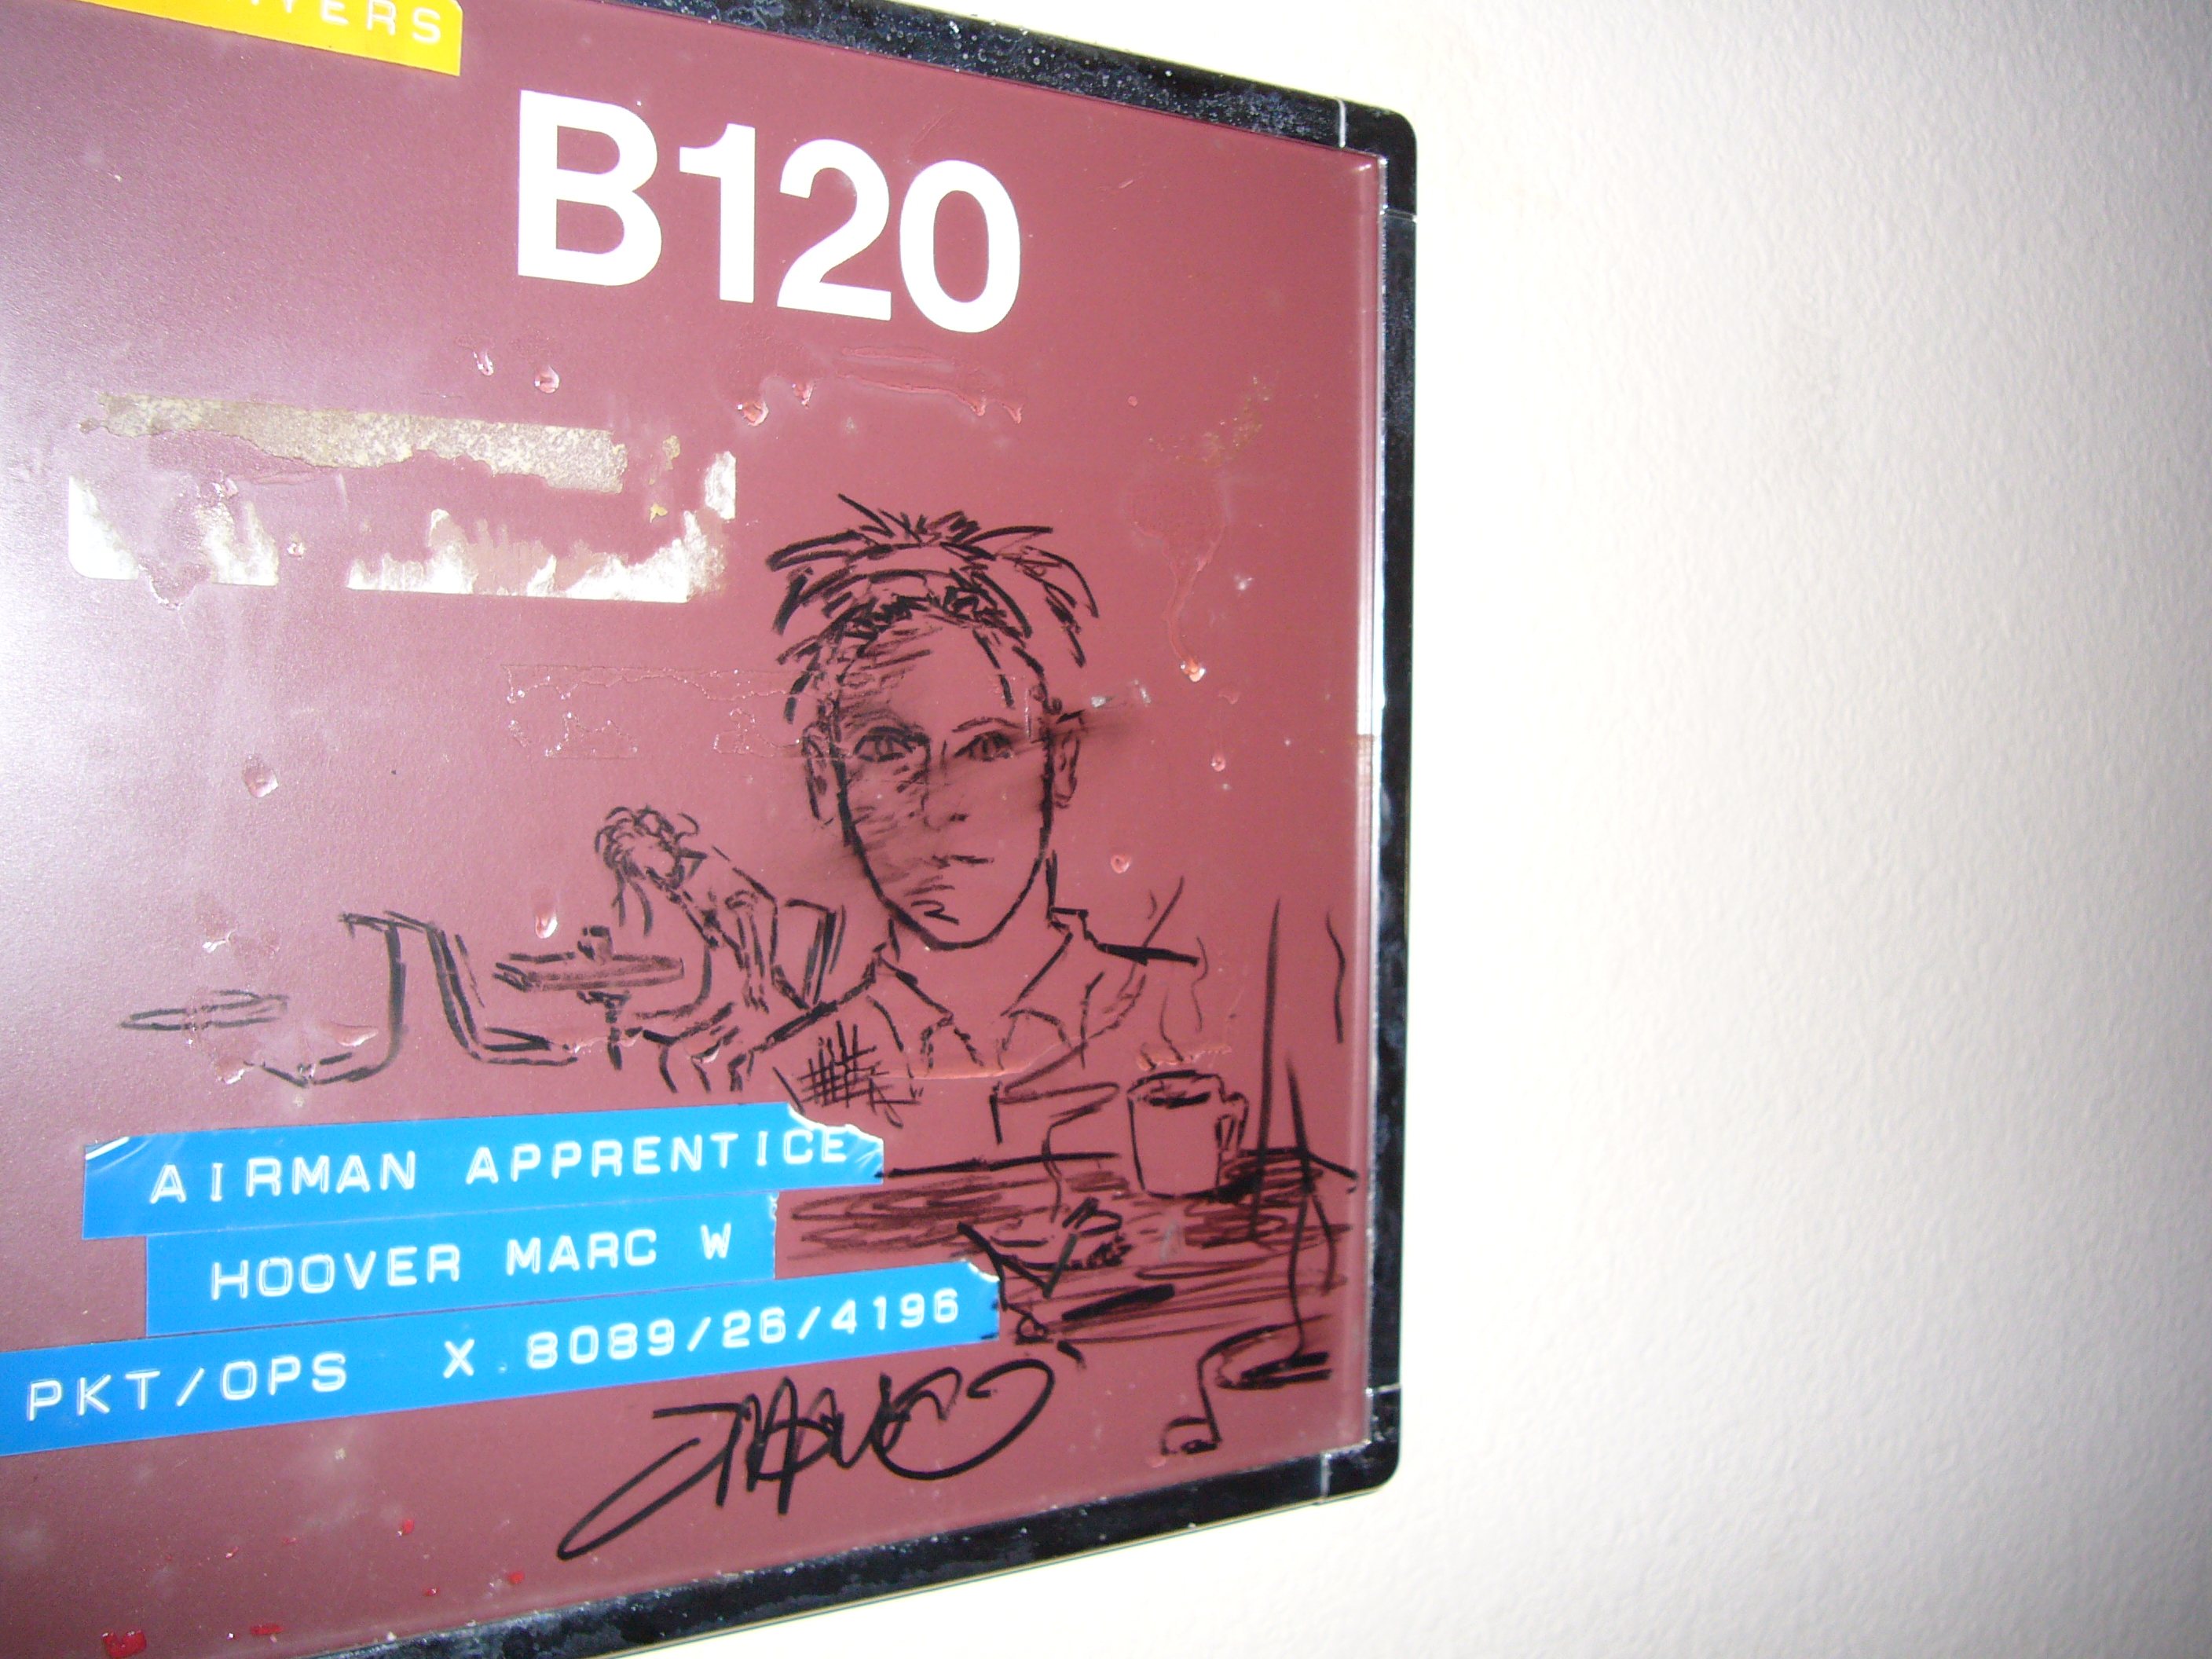 B120
AIRMAN APPRENTICE
HOOVER MARC W
PKT/OPS X 8089/26/4196